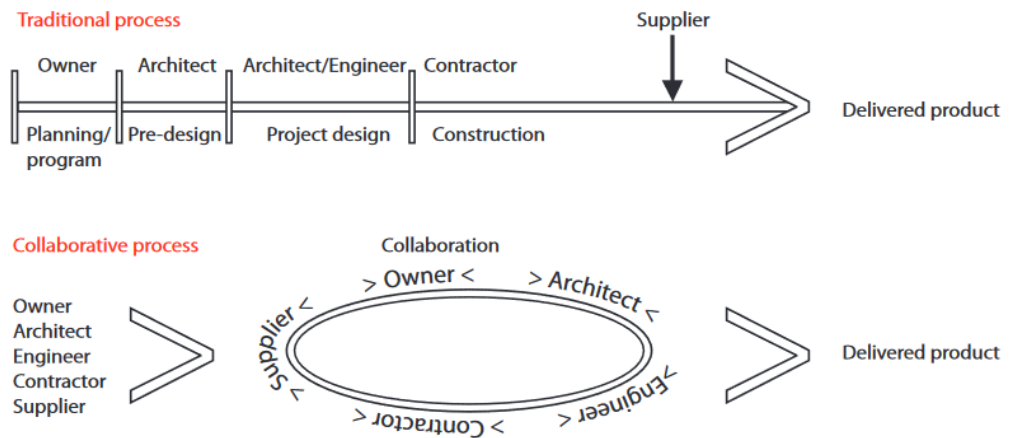 Traditional process
Supplier
Owner Architect Architect/Engineer Contractor
Planning/ Pre-design Project design Construction
program
Delivered product
Collaborative process
Collaboration
Owner
Architect
Engineer
Contractor
Supplier
> Owner <
> Architect <
> Engineer <
> Contractor <
> Supplier <
Delivered product